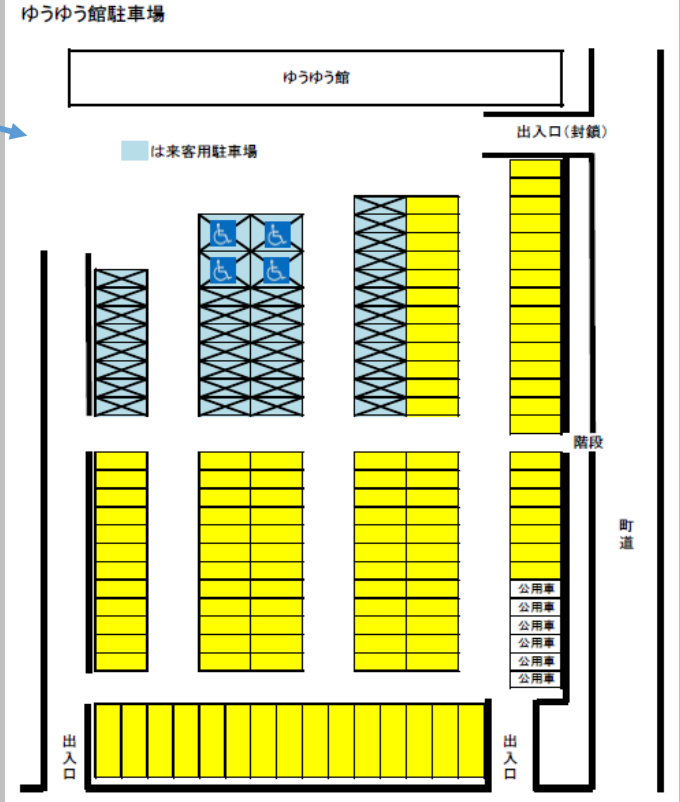 ゆうゆう館駐車場
ゆうゆう館
出入口(封鎖)
は来客用駐車場
階段
町道
公用車
公用車
公用車
公用車
公用車
公用車
出入口
出入口